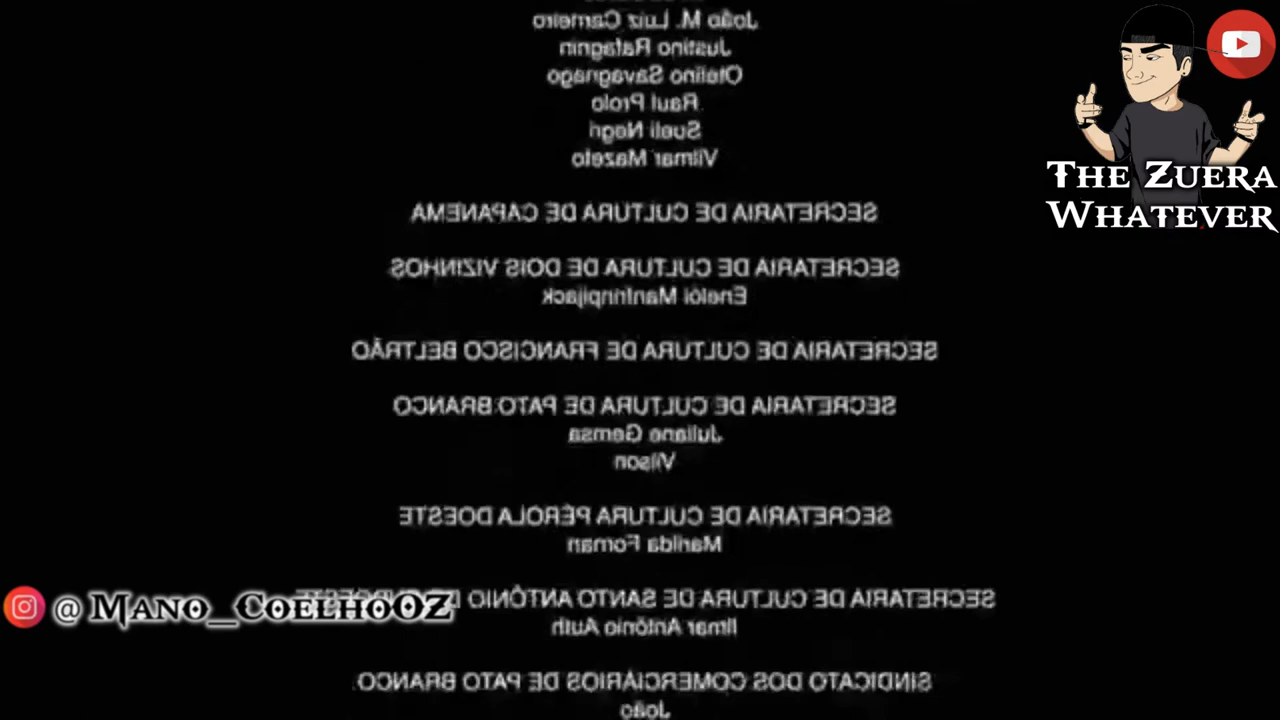 João M. Luiz Carneiro
Justino Rafagnin
Otelino Savagnago
Raul Prolo
Sueli Negri
Vilmar Mazeto
SECRETARIA DE CULTURA DE CAPANEMA
SECRETARIA DE CULTURA DE DOIS VIZINHOS
Eneléi Manfrinpijack
SECRETARIA DE CULTURA DE FRANCISCO BELTRÃO
SECRETARIA DE CULTURA DE PATO BRANCO
Juliane Gemsa
Vilson
SECRETARIA DE CULTURA PÉROLA DOESTE
Marilda Fornari
SECRETARIA DE CULTURA DE SANTO ANTÔNIO
Ilmar Antônio Auth
SINDICATO DOS COMERCIÁRIOS DE PATO BRANCO
João
THE ZUERA
WHATEVER
@ MANO_COELHOOZ